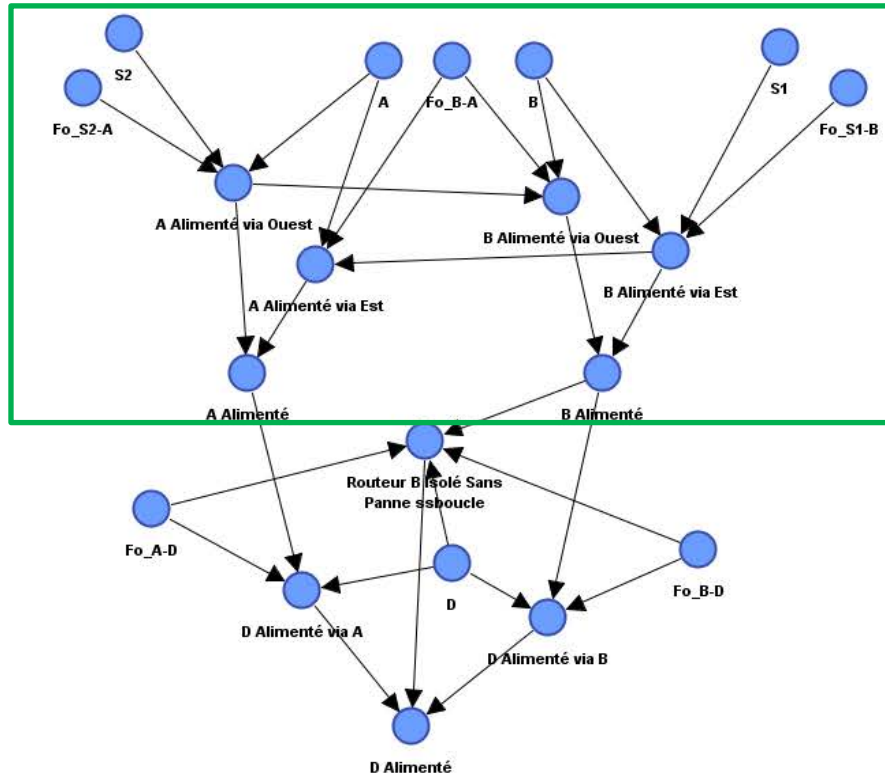 S2
A
Fo_B-A
B
S1
Fo_S2-A
Fo_S1-B
A Alimenté via Ouest
B Alimenté via Ouest
A Alimenté via Est
B Alimenté via Est
A Alimenté
B Alimenté
Routeur B Isolé Sans
Panne ssboucle
Fo_A-D
D
Fo_B-D
D Alimenté via A
D Alimenté via B
D Alimenté